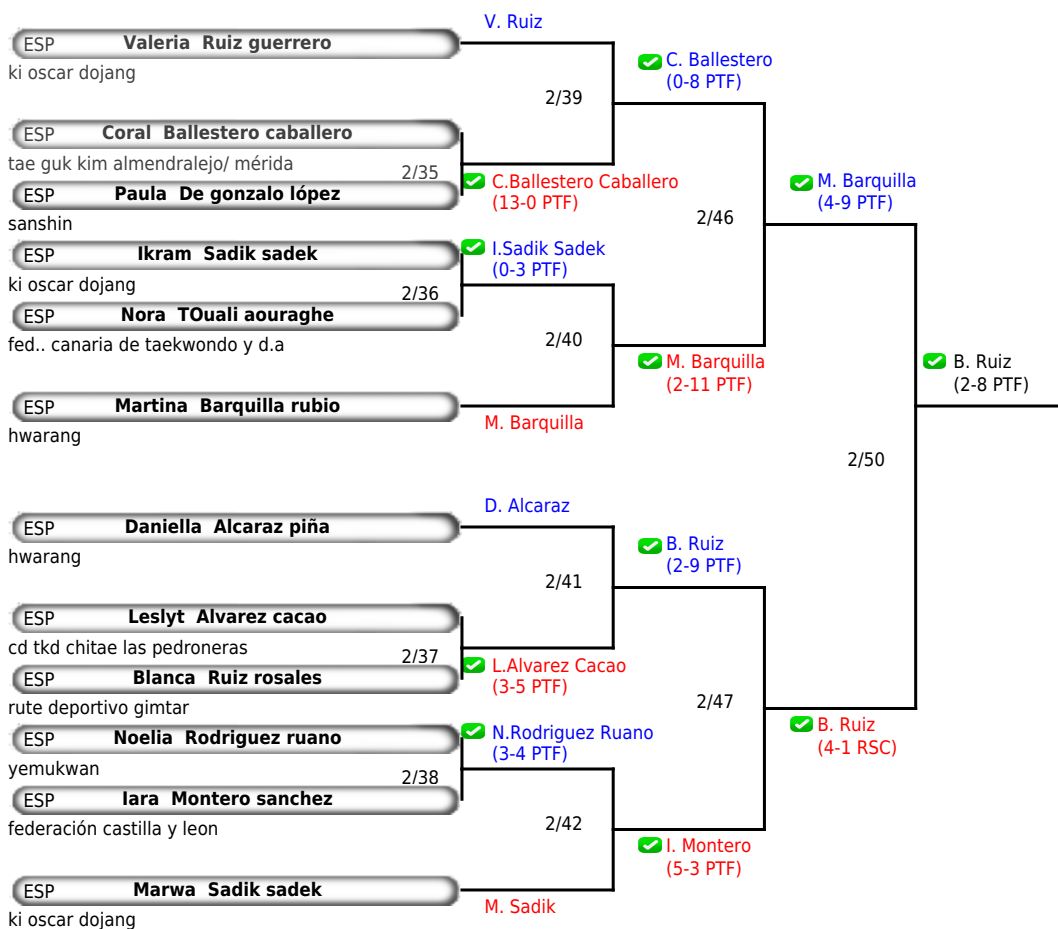 V. Ruiz
ESP Valeria Ruiz guerrero
ki oscar dojang
C. Ballestero
(0-8 PTF)
2/39
ESP Coral Ballestero caballero
tae guk kim almendralejo/ mérida
2/35
C.Ballestero Caballero
(13-0 PTF)
ESP Paula De gonzalo lópez
sanshin
M. Barquilla
(4-9 PTF)
2/46
ESP Ikram Sadik sadek
ki oscar dojang
I.Sadik Sadek
(0-3 PTF)
2/36
ESP Nora TOuali aouraghe
fed.. canaria de taekwondo y d.a
2/40
M. Barquilla
(2-11 PTF)
B. Ruiz
(2-8 PTF)
ESP Martina Barquilla rubio
hwarang
M. Barquilla
2/50
D. Alcaraz
ESP Daniella Alcaraz piña
hwarang
B. Ruiz
(2-9 PTF)
2/41
ESP Leslyt Alvarez cacao
cd tkd chitae las pedroneras
2/37
L.Alvarez Cacao
(3-5 PTF)
ESP Blanca Ruiz rosales
rute deportivo gimtar
2/47
B. Ruiz
(4-1 RSC)
ESP Noelia Rodriguez ruano
yemukwan
N.Rodriguez Ruano
(3-4 PTF)
2/38
ESP Iara Montero sanchez
federación castilla y leon
2/42
I. Montero
(5-3 PTF)
ESP Marwa Sadik sadek
ki oscar dojang
M. Sadik